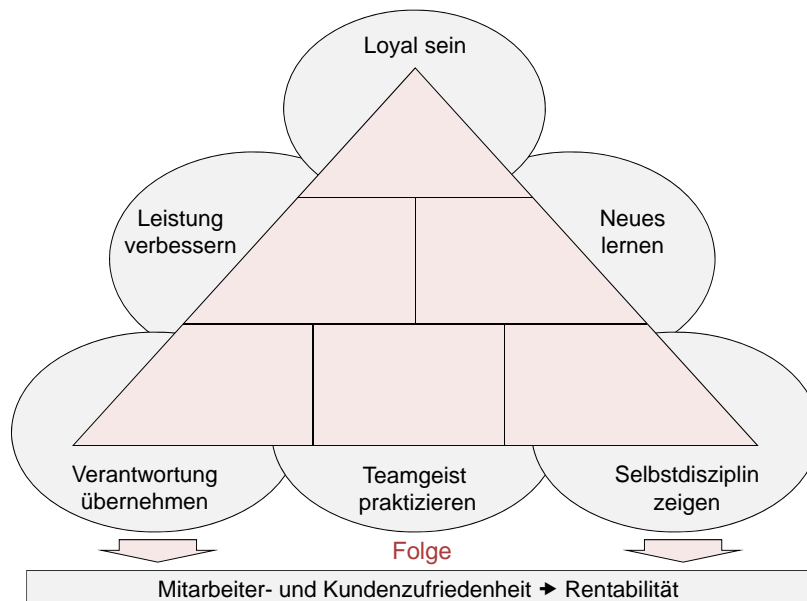 Loyal sein
Leistung
verbessern
Neues
lernen
Verantwortung
übernehmen
Teamgeist
praktizieren
Selbstdisziplin
zeigen
Folge
Mitarbeiter- und Kundenzufriedenheit ➔ Rentabilität